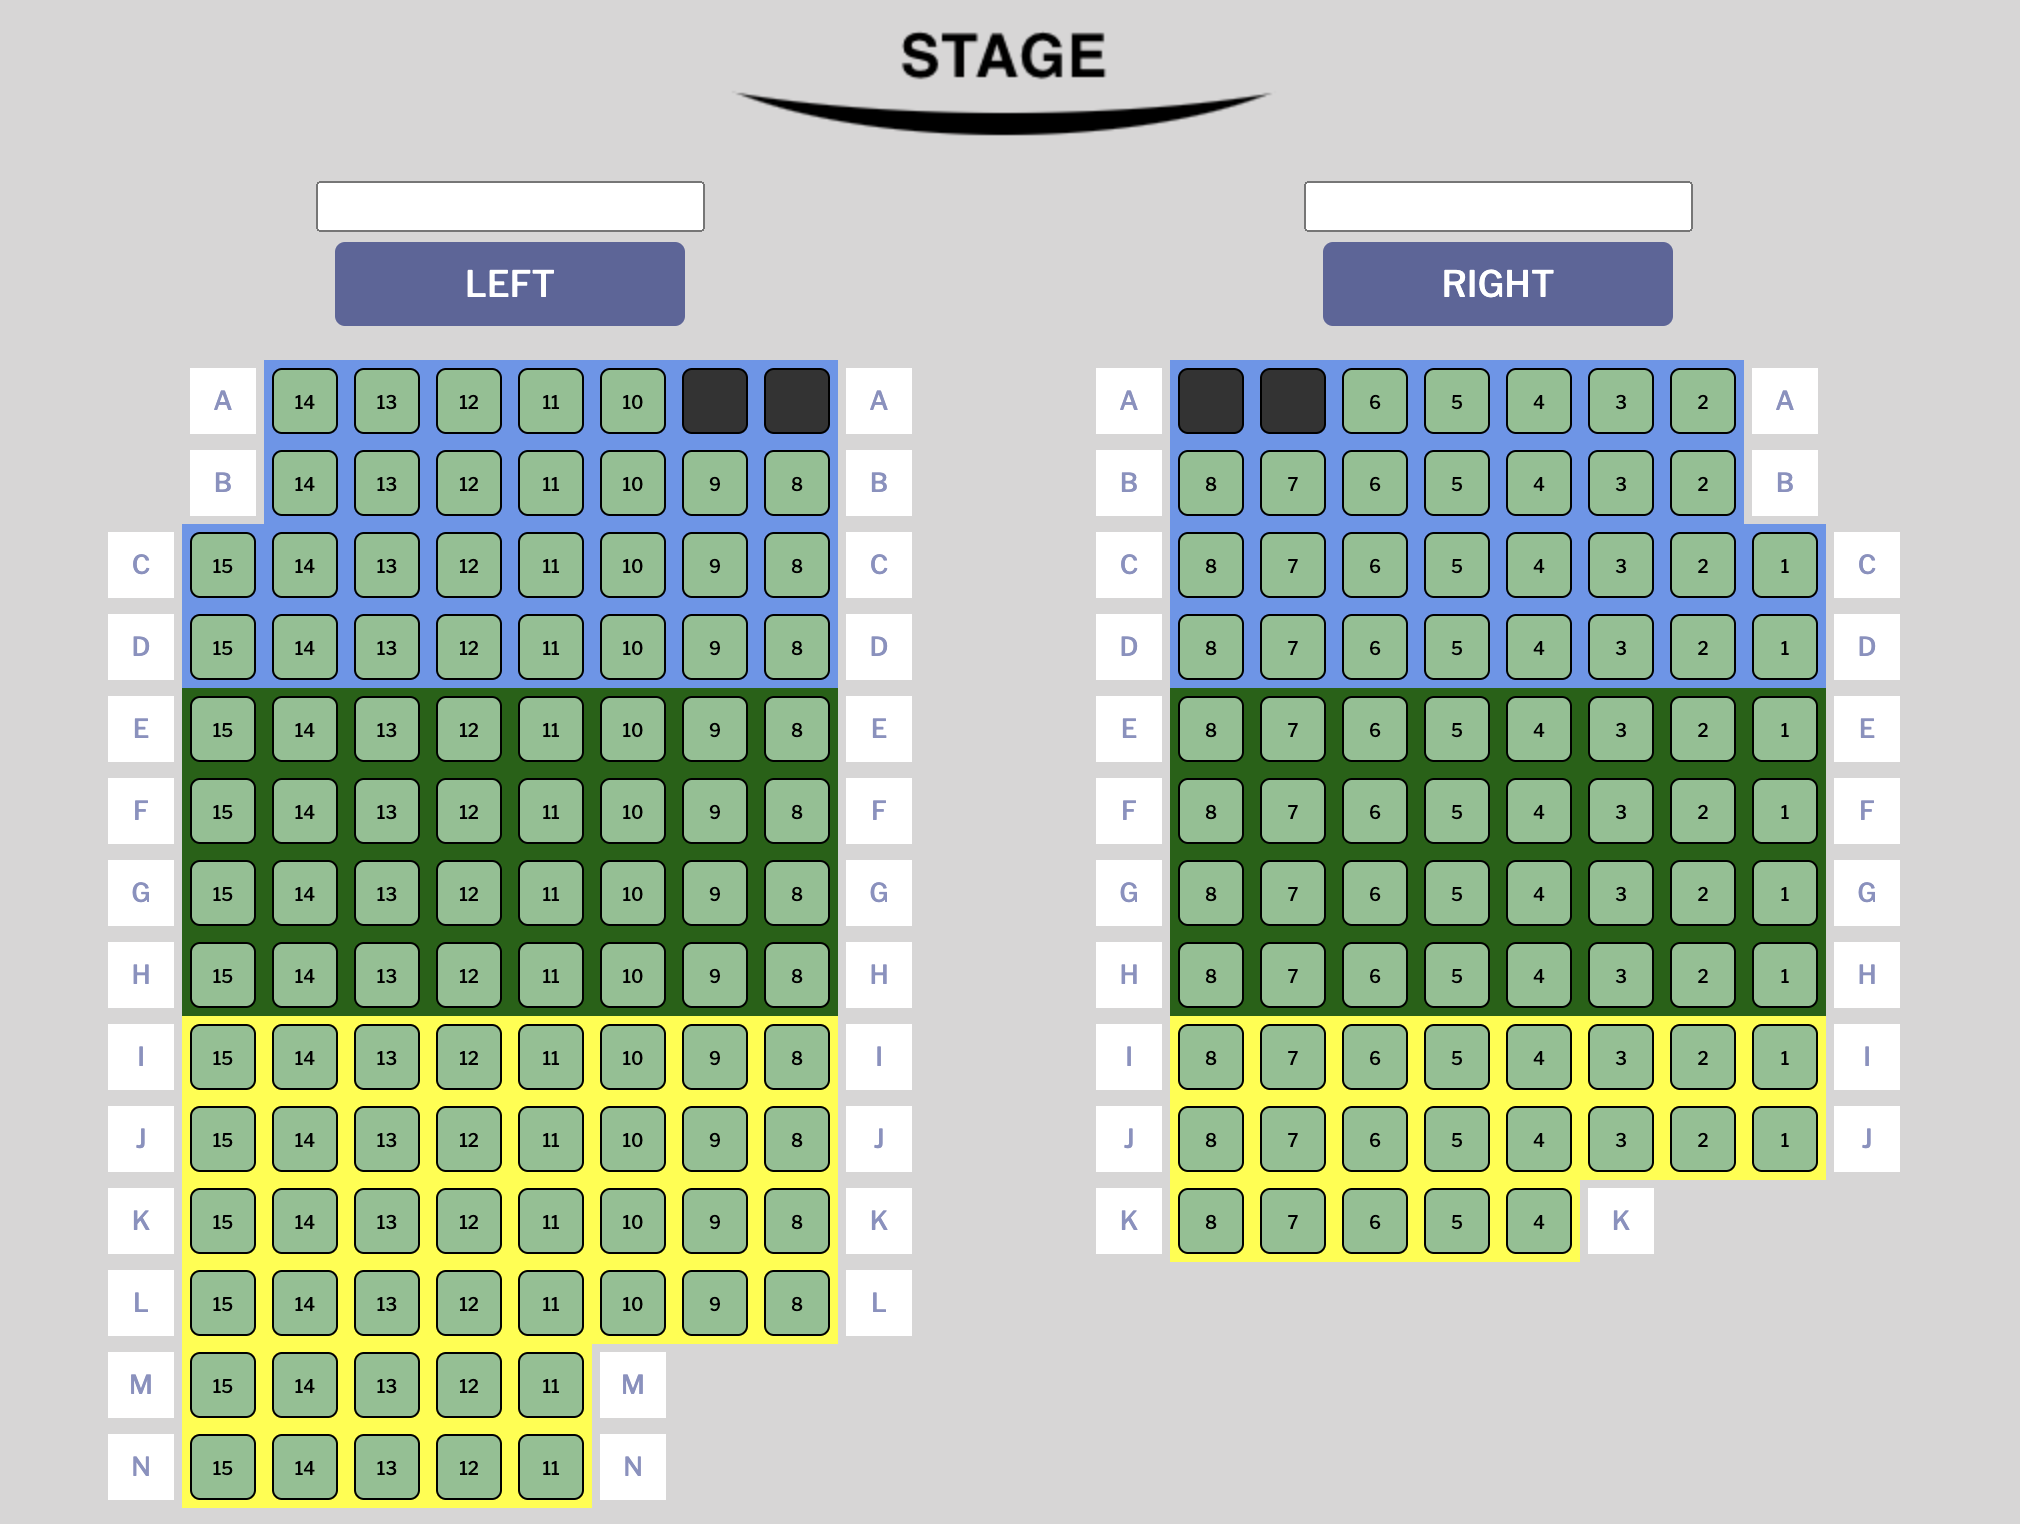 STAGE
LEFT RIGHT
A 14 13 12 11 10 A A 6 5 4 3 2 A
B 14 13 12 11 10 9 8 B B 8 7 6 5 4 3 2 B
C 15 14 13 12 11 10 9 8 C C 8 7 6 5 4 3 2 1 C
D 15 14 13 12 11 10 9 8 D D 8 7 6 5 4 3 2 1 D
E 15 14 13 12 11 10 9 8 E E 8 7 6 5 4 3 2 1 E
F 15 14 13 12 11 10 9 8 F F 8 7 6 5 4 3 2 1 F
G 15 14 13 12 11 10 9 8 G G 8 7 6 5 4 3 2 1 G
H 15 14 13 12 11 10 9 8 H H 8 7 6 5 4 3 2 1 H
I 15 14 13 12 11 10 9 8 I I 8 7 6 5 4 3 2 1 I
J 15 14 13 12 11 10 9 8 J J 8 7 6 5 4 3 2 1 J
K 15 14 13 12 11 10 9 8 K K 8 7 6 5 4 K
L 15 14 13 12 11 10 9 8 L
M 15 14 13 12 11 M
N 15 14 13 12 11 N